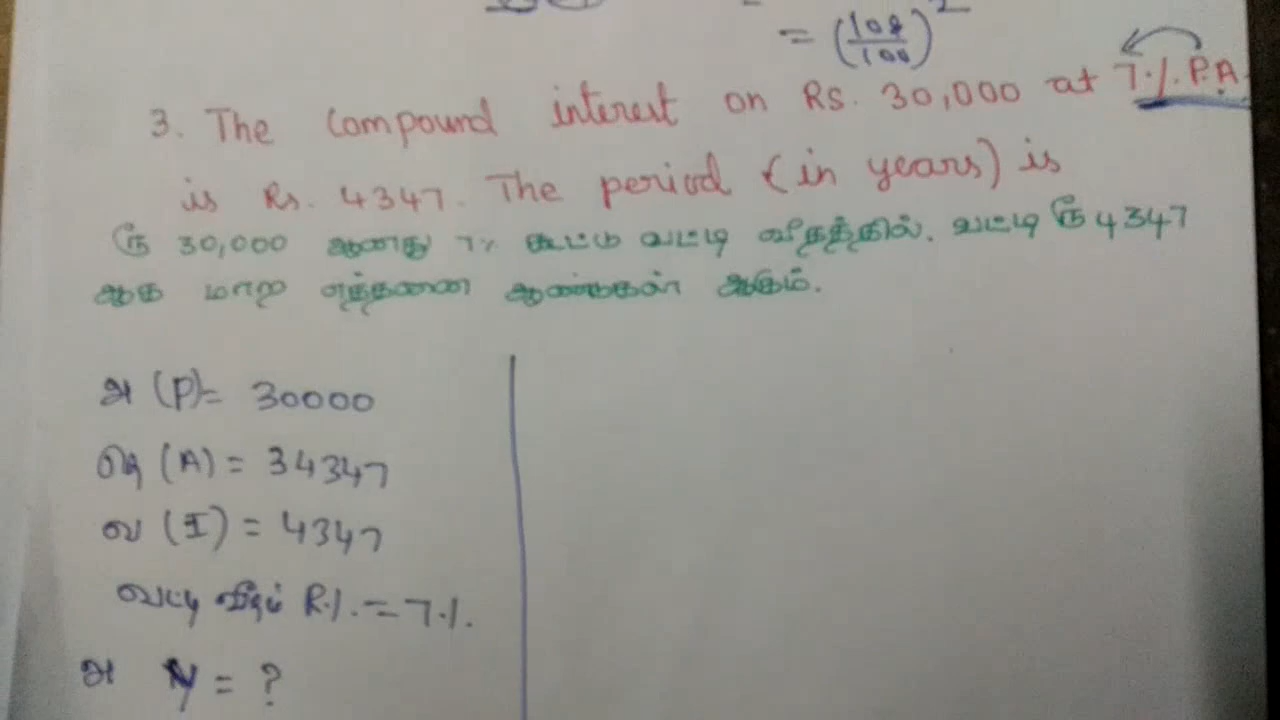 = (108/100)²
3. The Compound interest on Rs. 30,000 at 7.%. P.A.
is Rs. 4347. The period (in years) is
ரூ 30,000 ஆனது 7% கூட்டு வட்டி வீதத்தில். வட்டி ரூ 4347
ஆக மாற எத்தனை ஆண்டுகள் ஆகும்.
அ (P)= 30000
(A) = 34347
வ (I) = 4347
வட்டி வீதம் R.%. = 7.%.
அ N = ?